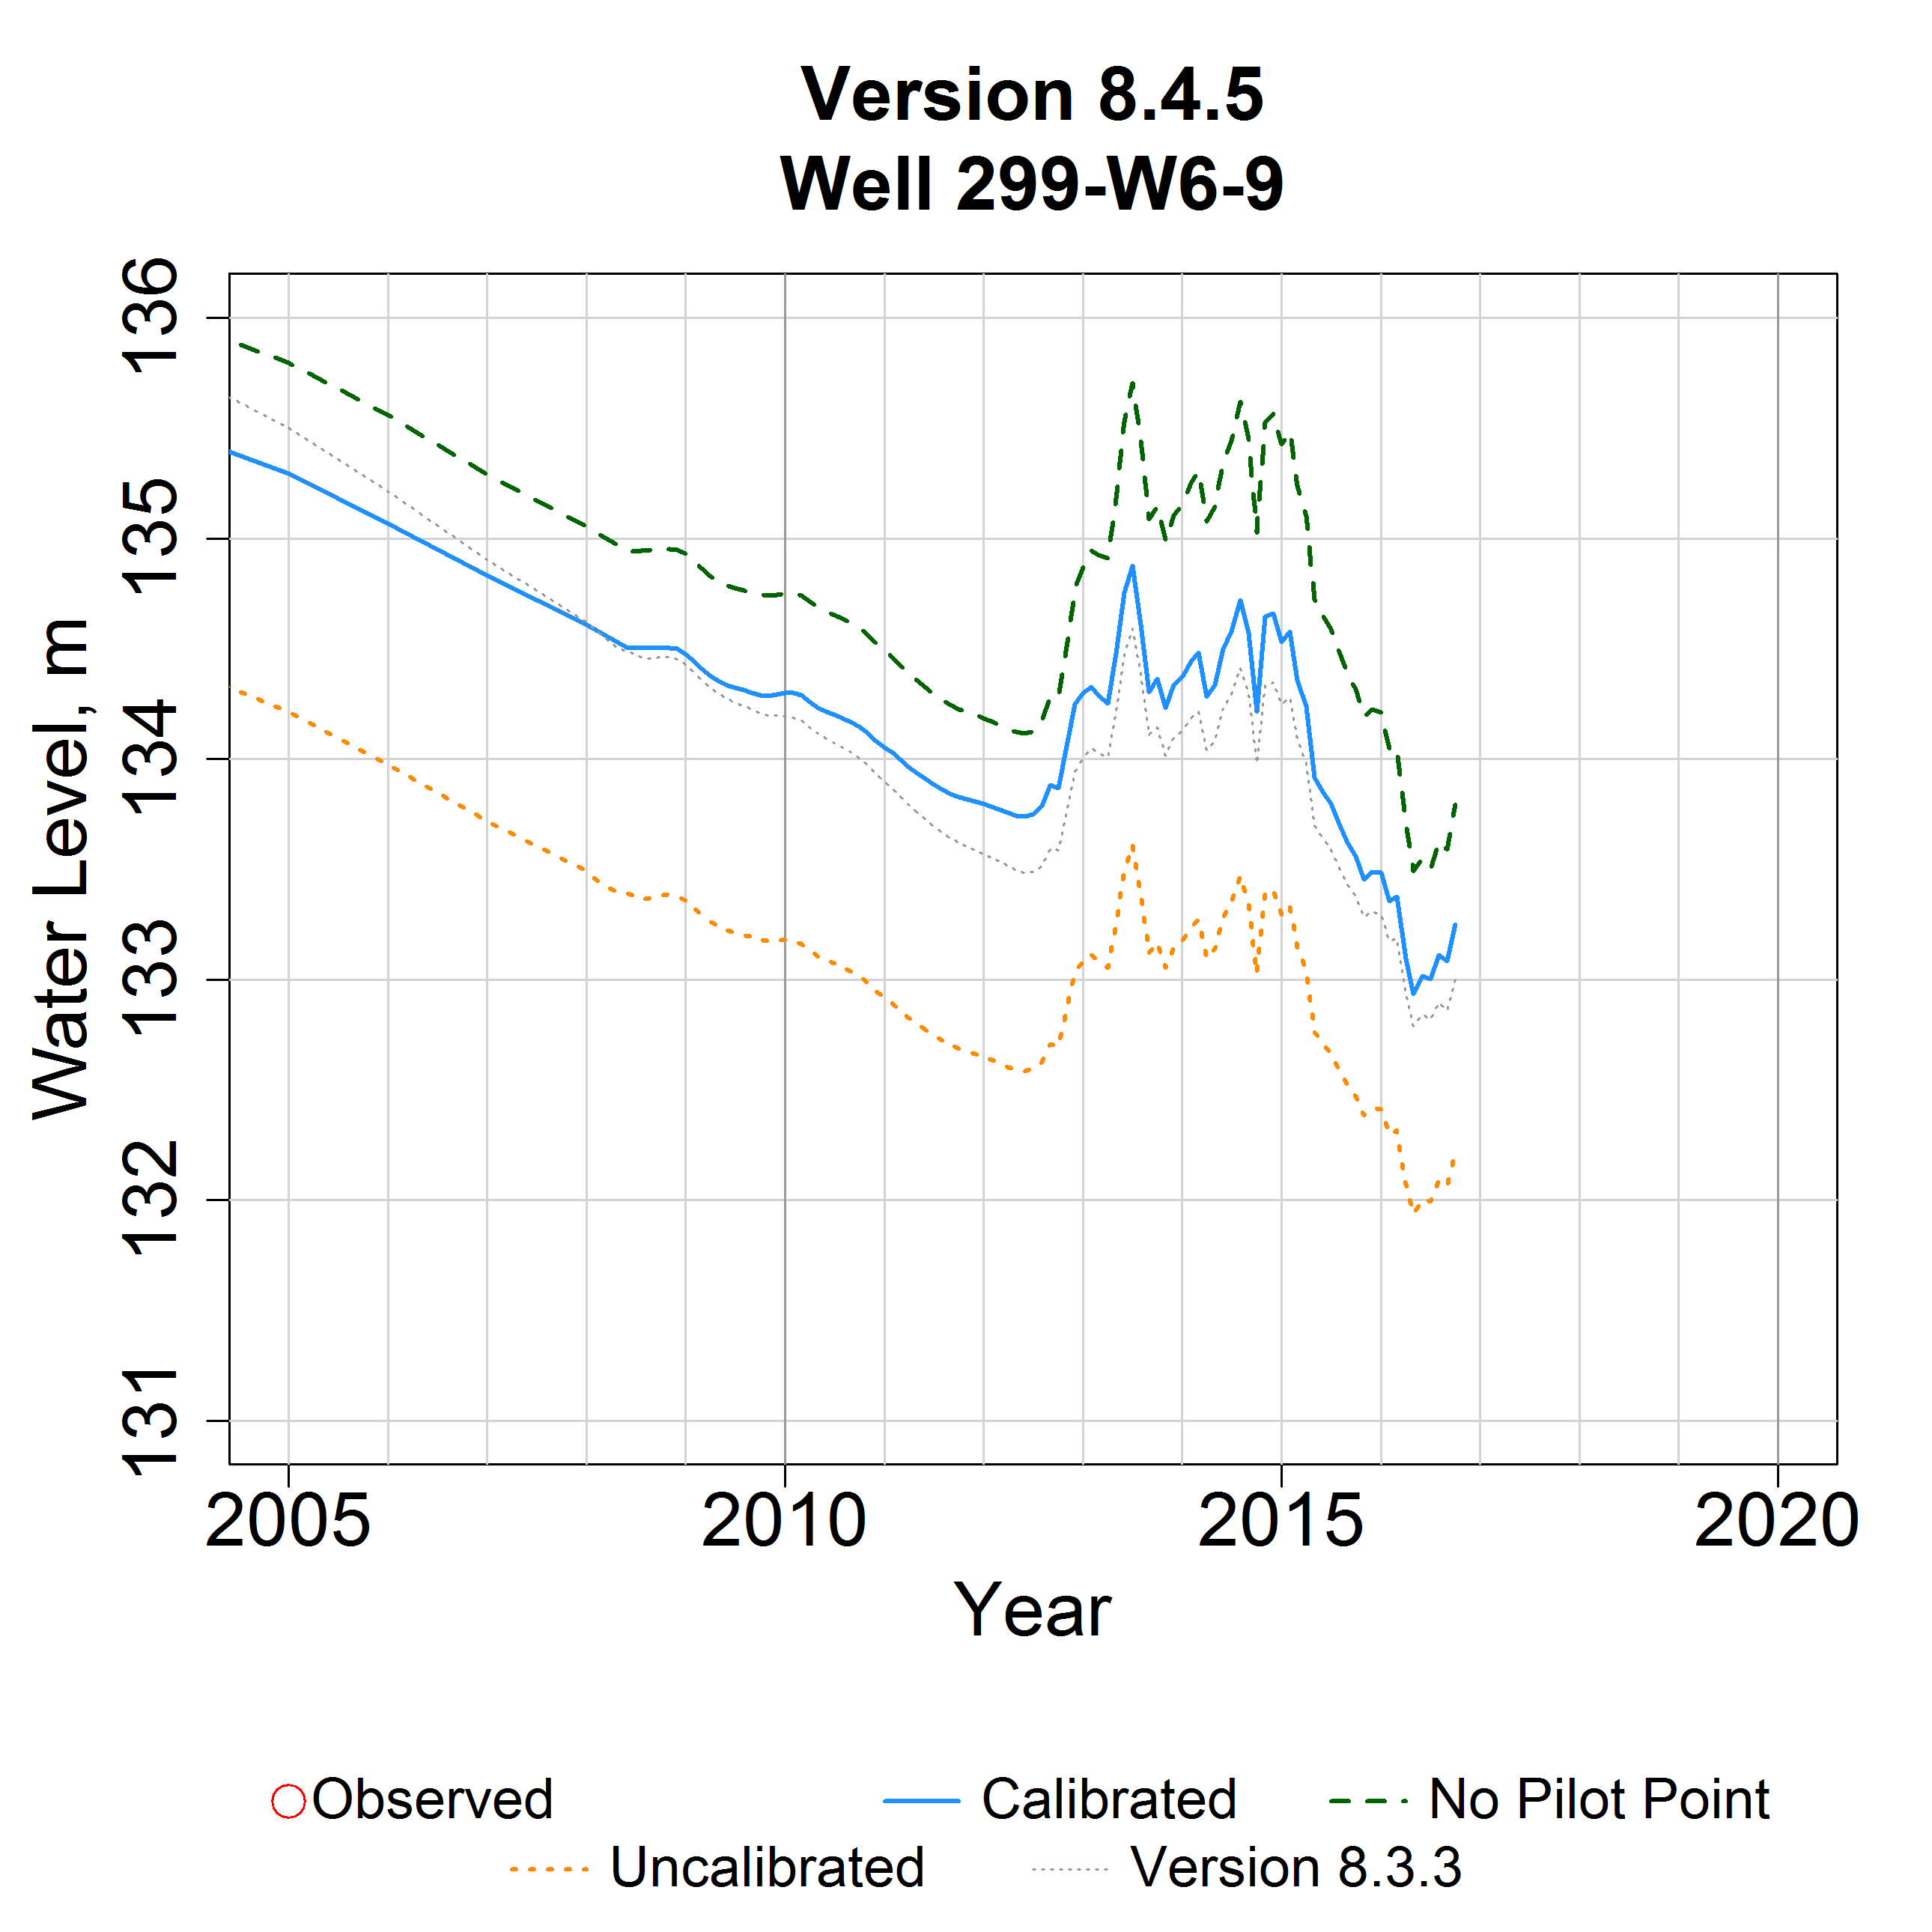 Version 8.4.5
Well 299-W6-9
136
135
134
133
132
131
Water Level, m
2005 2010 2015 2020
Year
Observed Calibrated No Pilot Point
Uncalibrated Version 8.3.3